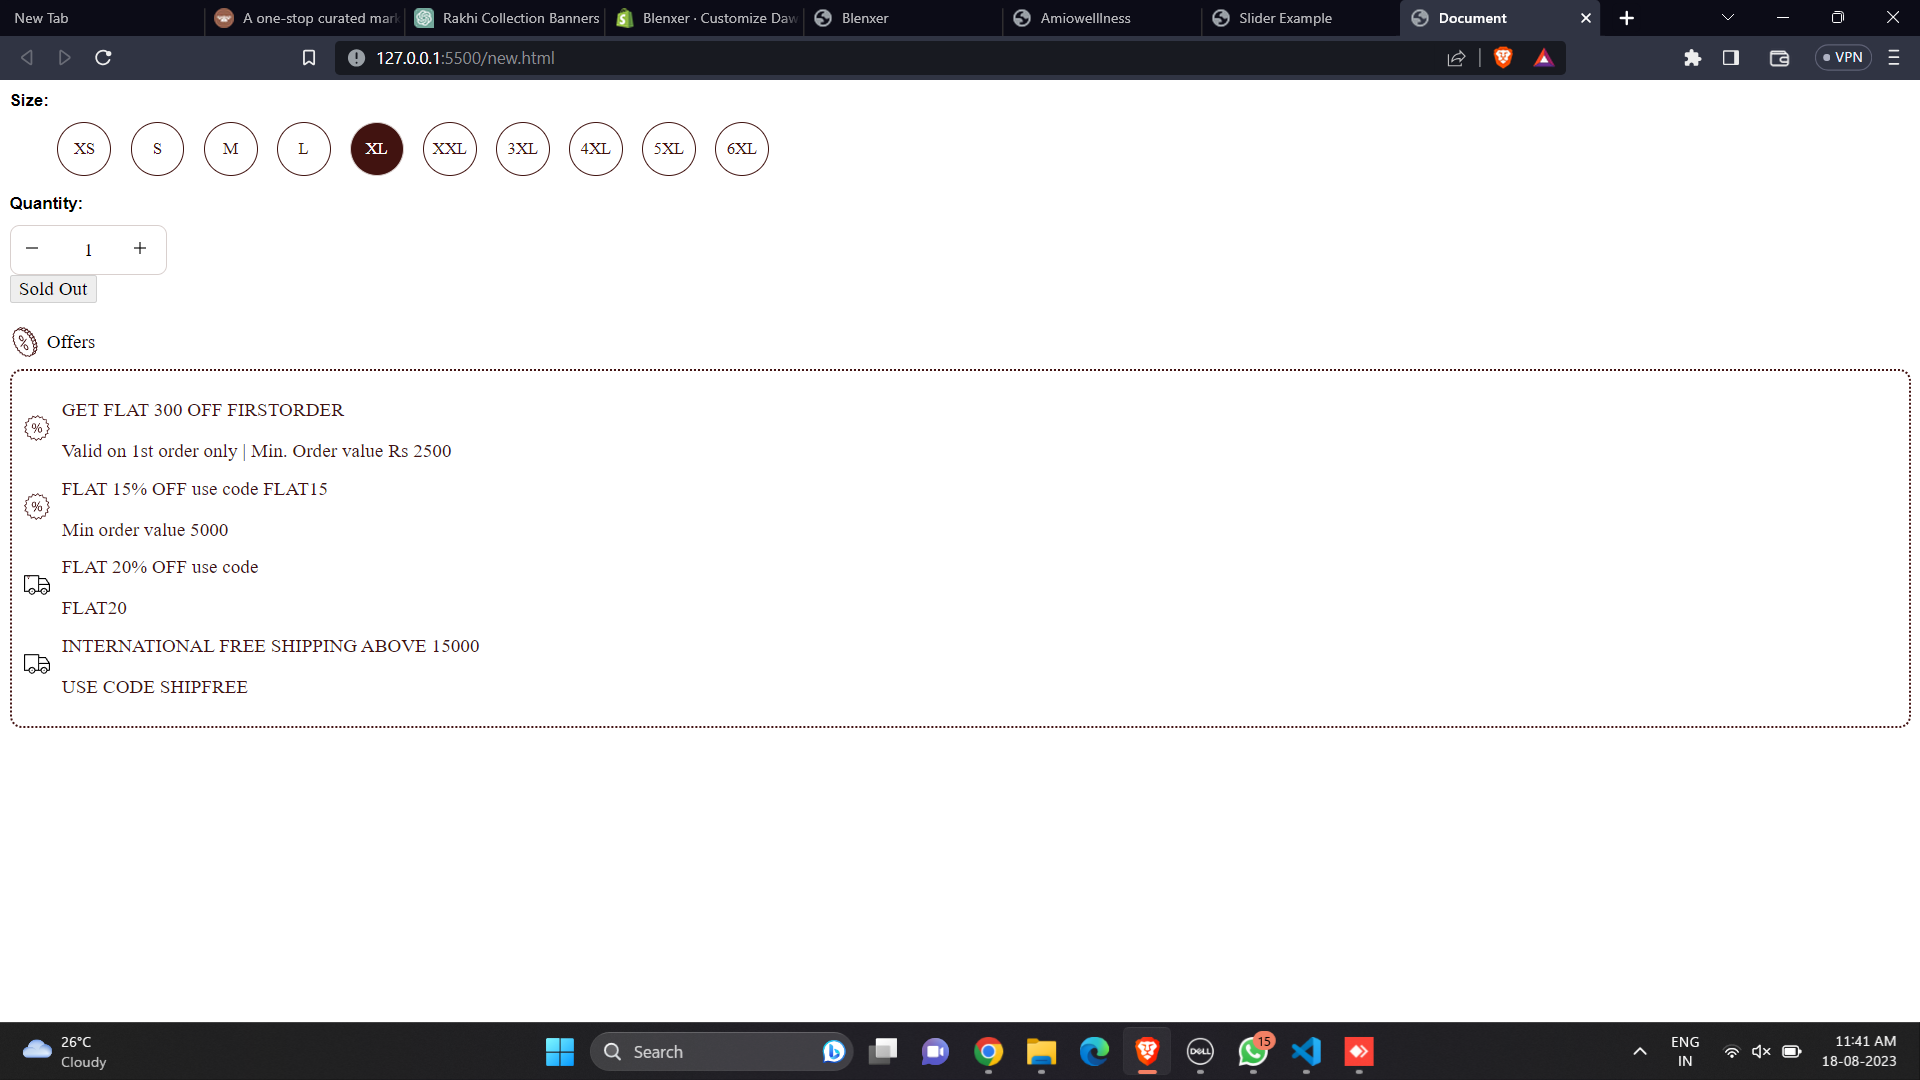 New Tab
A one-stop curated mark
Rakhi Collection Banners
Blenxer · Customize Daw
Blenxer
Amiowelllness
Slider Example
Document
127.0.0.1:5500/new.html
VPN
Size:
XS S M L XL XXL 3XL 4XL 5XL 6XL
Quantity:
− 1 +
Sold Out
% Offers
GET FLAT 300 OFF FIRSTORDER
%
Valid on 1st order only | Min. Order value Rs 2500
FLAT 15% OFF use code FLAT15
%
Min order value 5000
FLAT 20% OFF use code
FLAT20
INTERNATIONAL FREE SHIPPING ABOVE 15000
USE CODE SHIPFREE
26°C
Cloudy
Search
DELL
15
ENG
IN
11:41 AM
18-08-2023